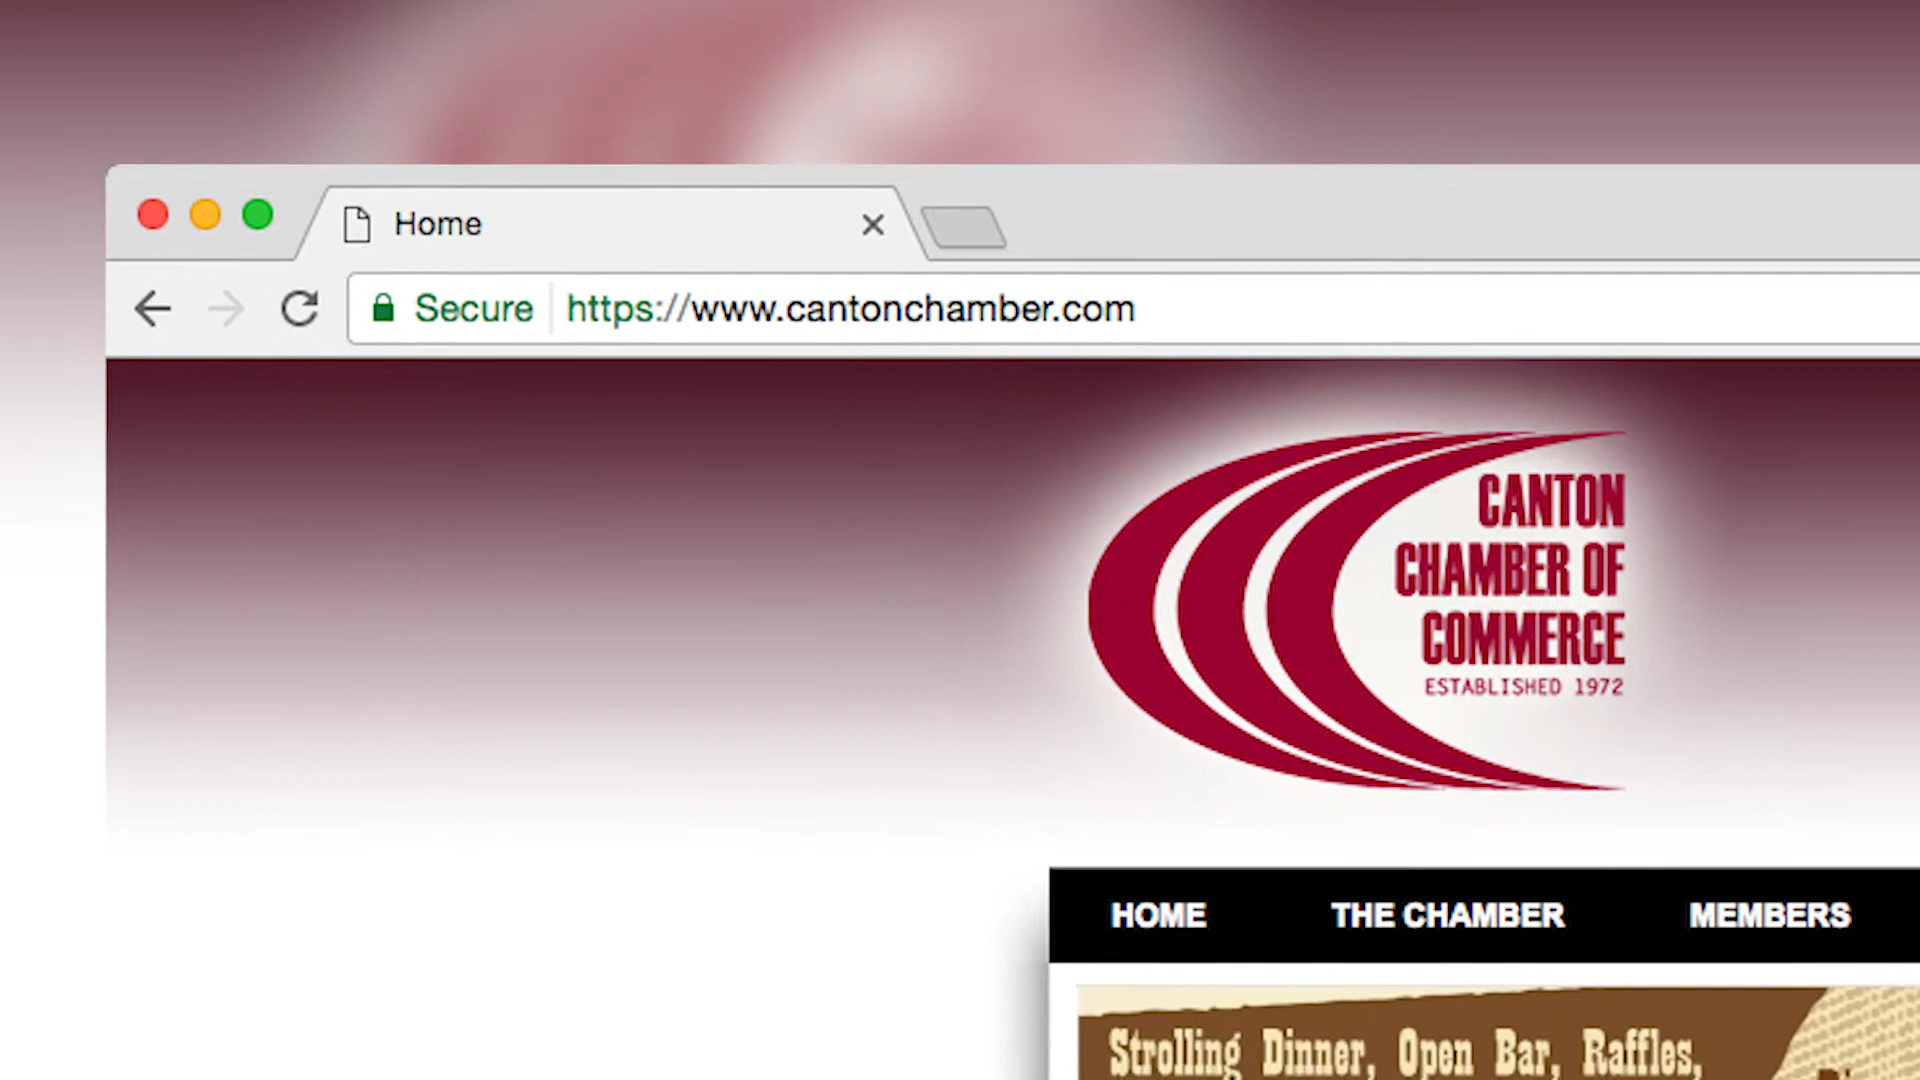 Home
Secure https://www.cantonchamber.com
CANTON
CHAMBER OF
COMMERCE
ESTABLISHED 1972
HOME THE CHAMBER MEMBERS
Strolling Dinner, Open Bar, Raffles,